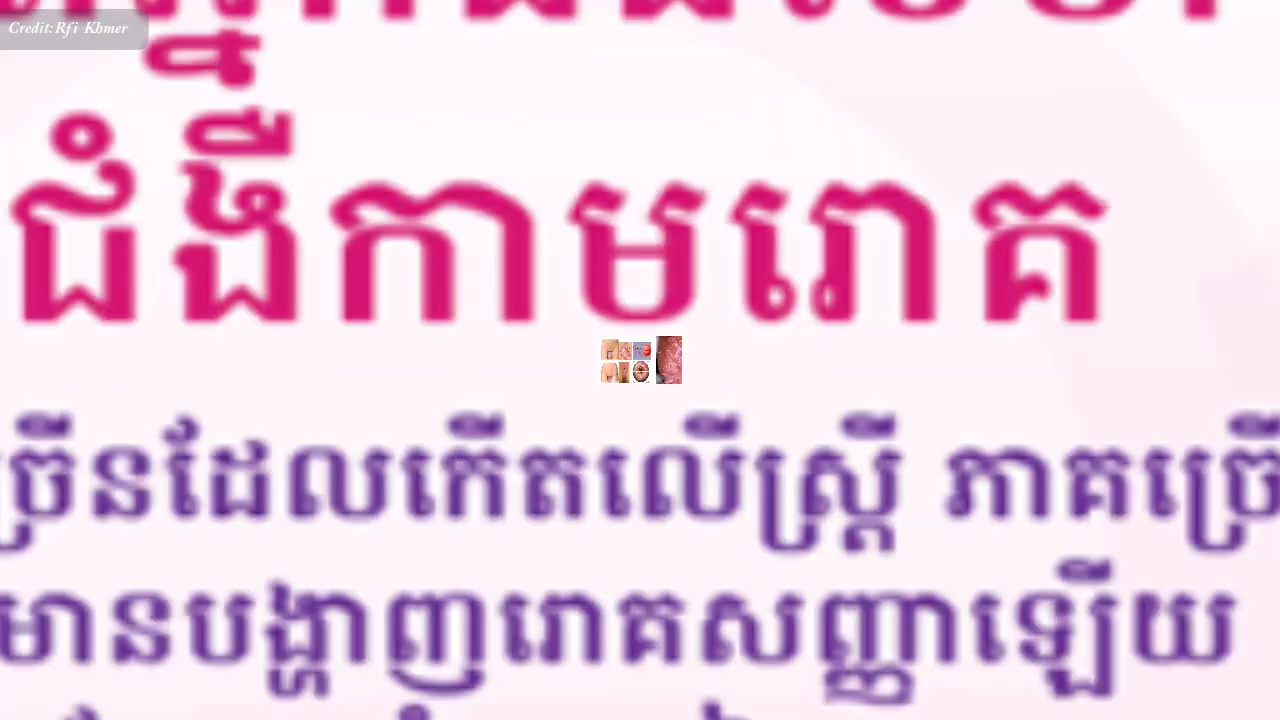 Credit:Rfi Khmer
ជំងឺកាមរោគ
ច្រើនដែលកើតលើស្ត្រី ភាគច្រើ
មានបង្ហាញរោគសញ្ញាឡើយ